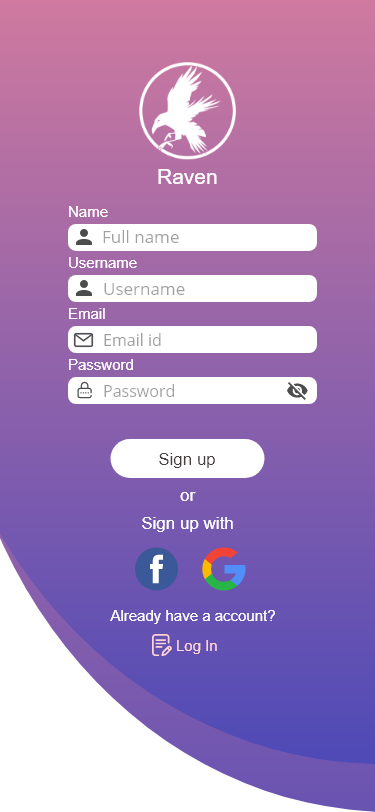 Raven
Name
Full name
Username
Username
Email
Email id
Password
Password
Sign up
or
Sign up with
f
Already have a account?
Log In